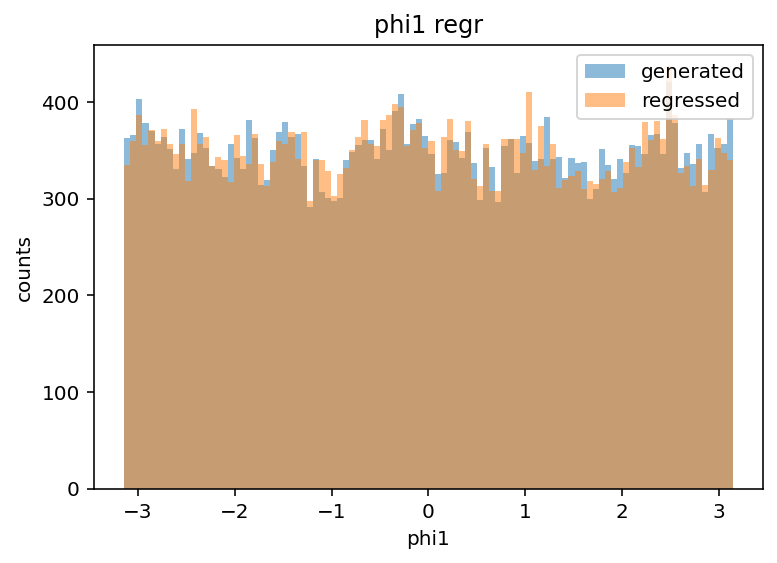 phi1 regr
generated
regressed
counts
400
300
200
100
0
−3
−2
−1
0
1
2
3
phi1